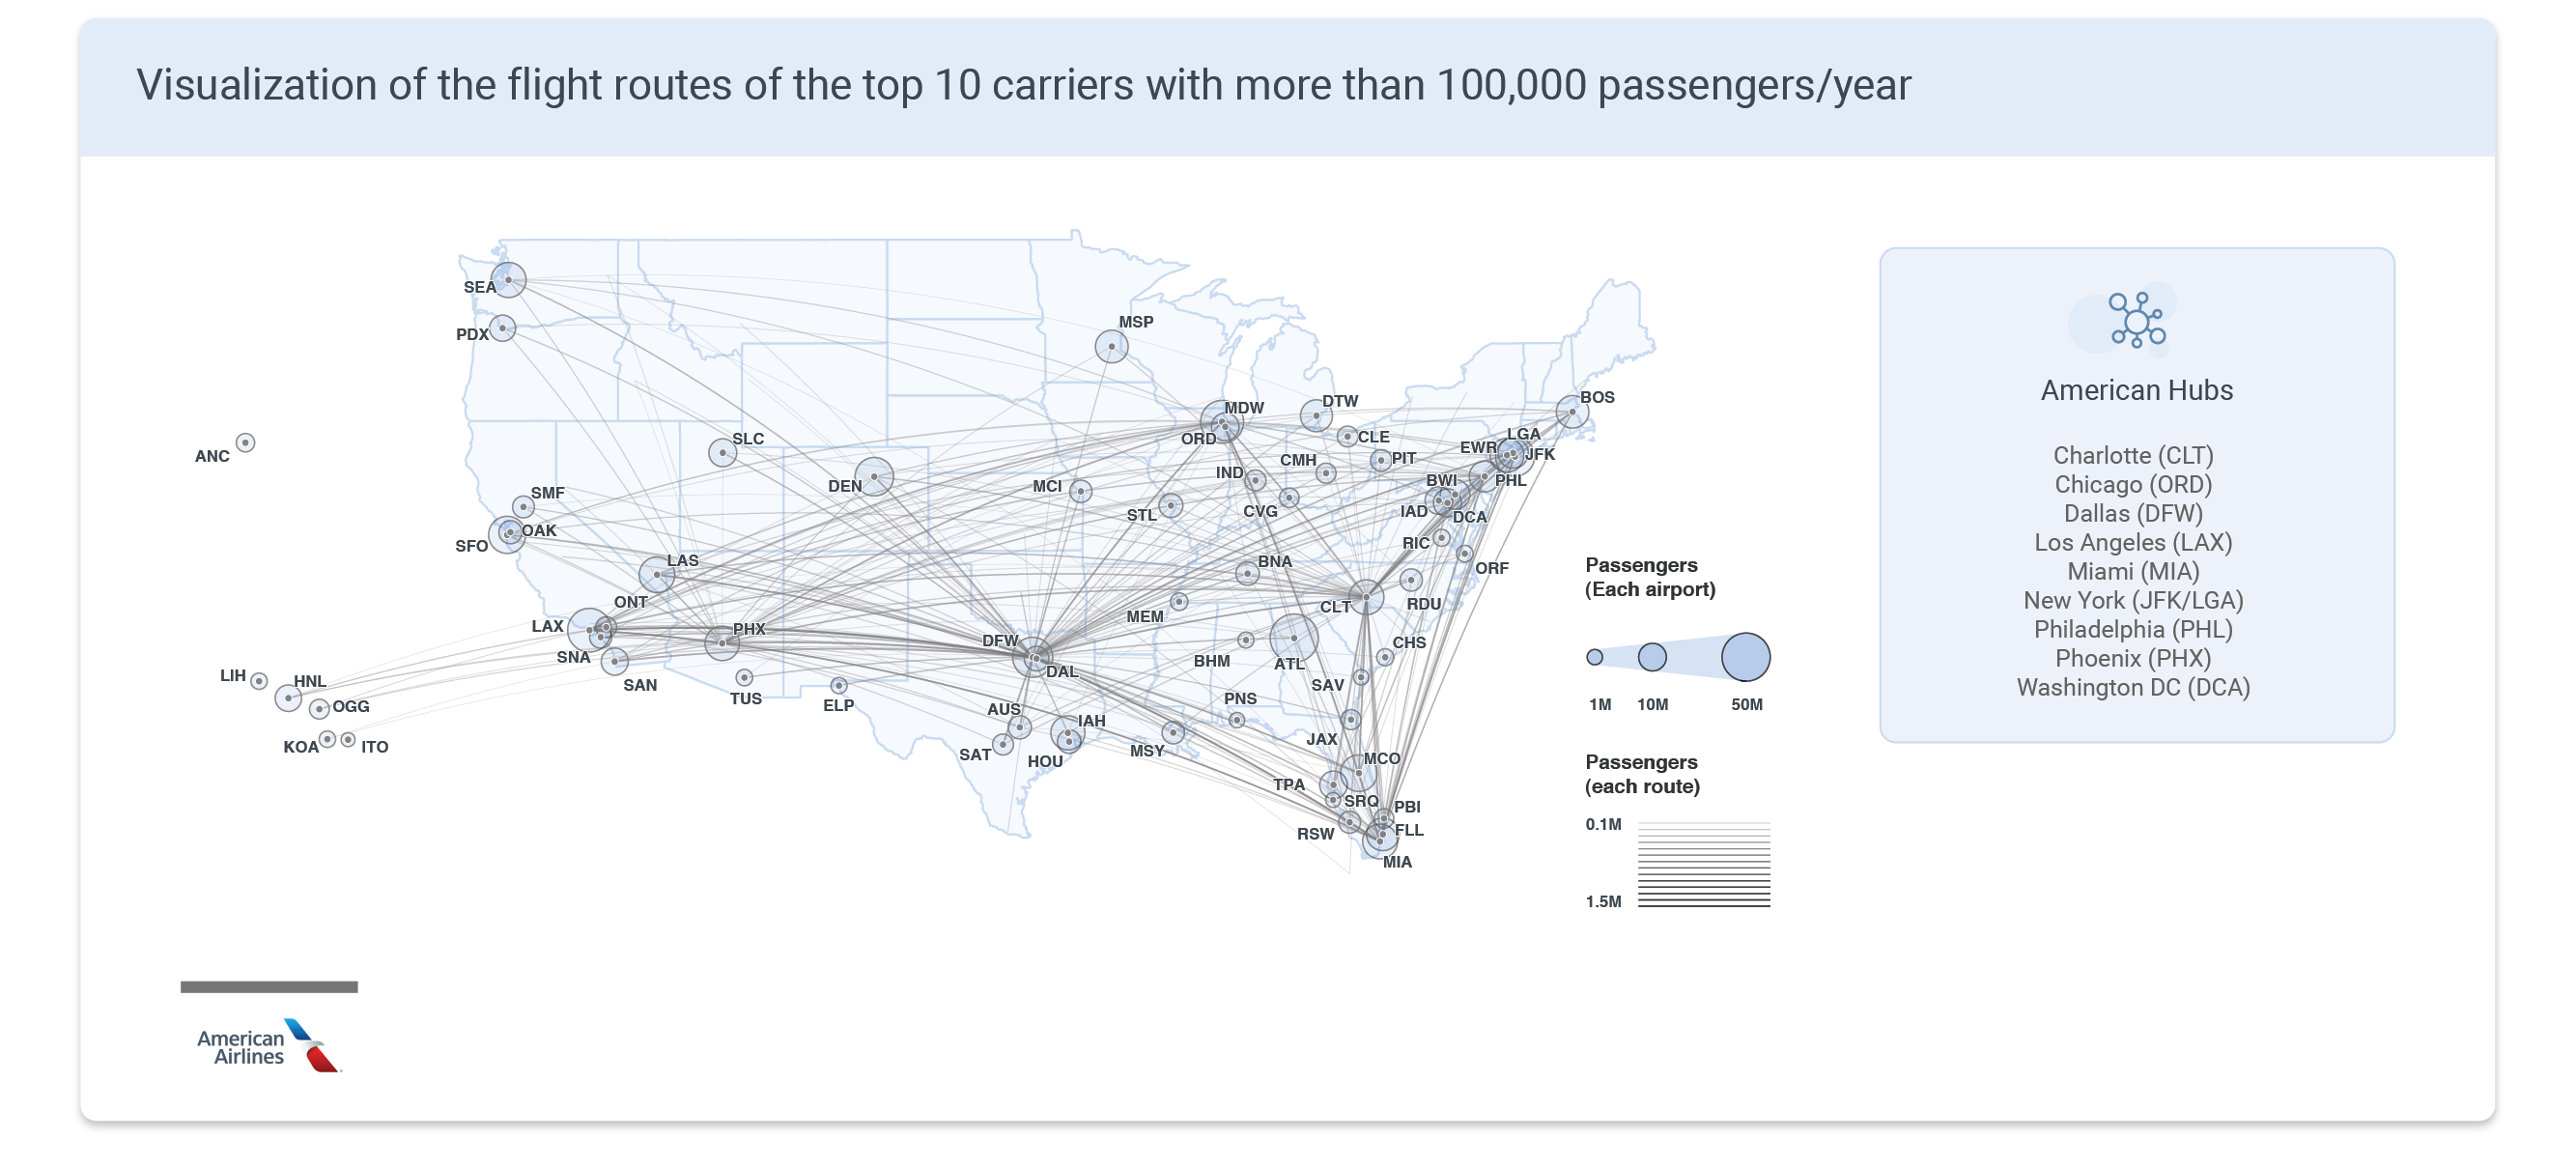 Visualization of the flight routes of the top 10 carriers with more than 100,000 passengers/year
SEA
PDX
MSP
MDW
ORD
DTW
BOS
ANC
SLC
CLE
LGA
EWR
JFK
DEN
MCI
IND
CMH
PIT
BWI
PHL
SMF
OAK
SFO
STL
CVG
IAD
DCA
RIC
ORF
LAS
BNA
ONT
MEM
CLT
RDU
LAX
PHX
SNA
DFW
DAL
BHM
ATL
CHS
SAN
TUS
ELP
SAV
LIH
HNL
OGG
KOA
ITO
AUS
SAT
IAH
HOU
MSY
PNS
JAX
MCO
TPA
SRQ
PBI
RSW
FLL
MIA
Passengers
(Each airport)
1M 10M 50M
Passengers
(each route)
0.1M
1.5M
American Hubs
Charlotte (CLT)
Chicago (ORD)
Dallas (DFW)
Los Angeles (LAX)
Miami (MIA)
New York (JFK/LGA)
Philadelphia (PHL)
Phoenix (PHX)
Washington DC (DCA)
American
Airlines